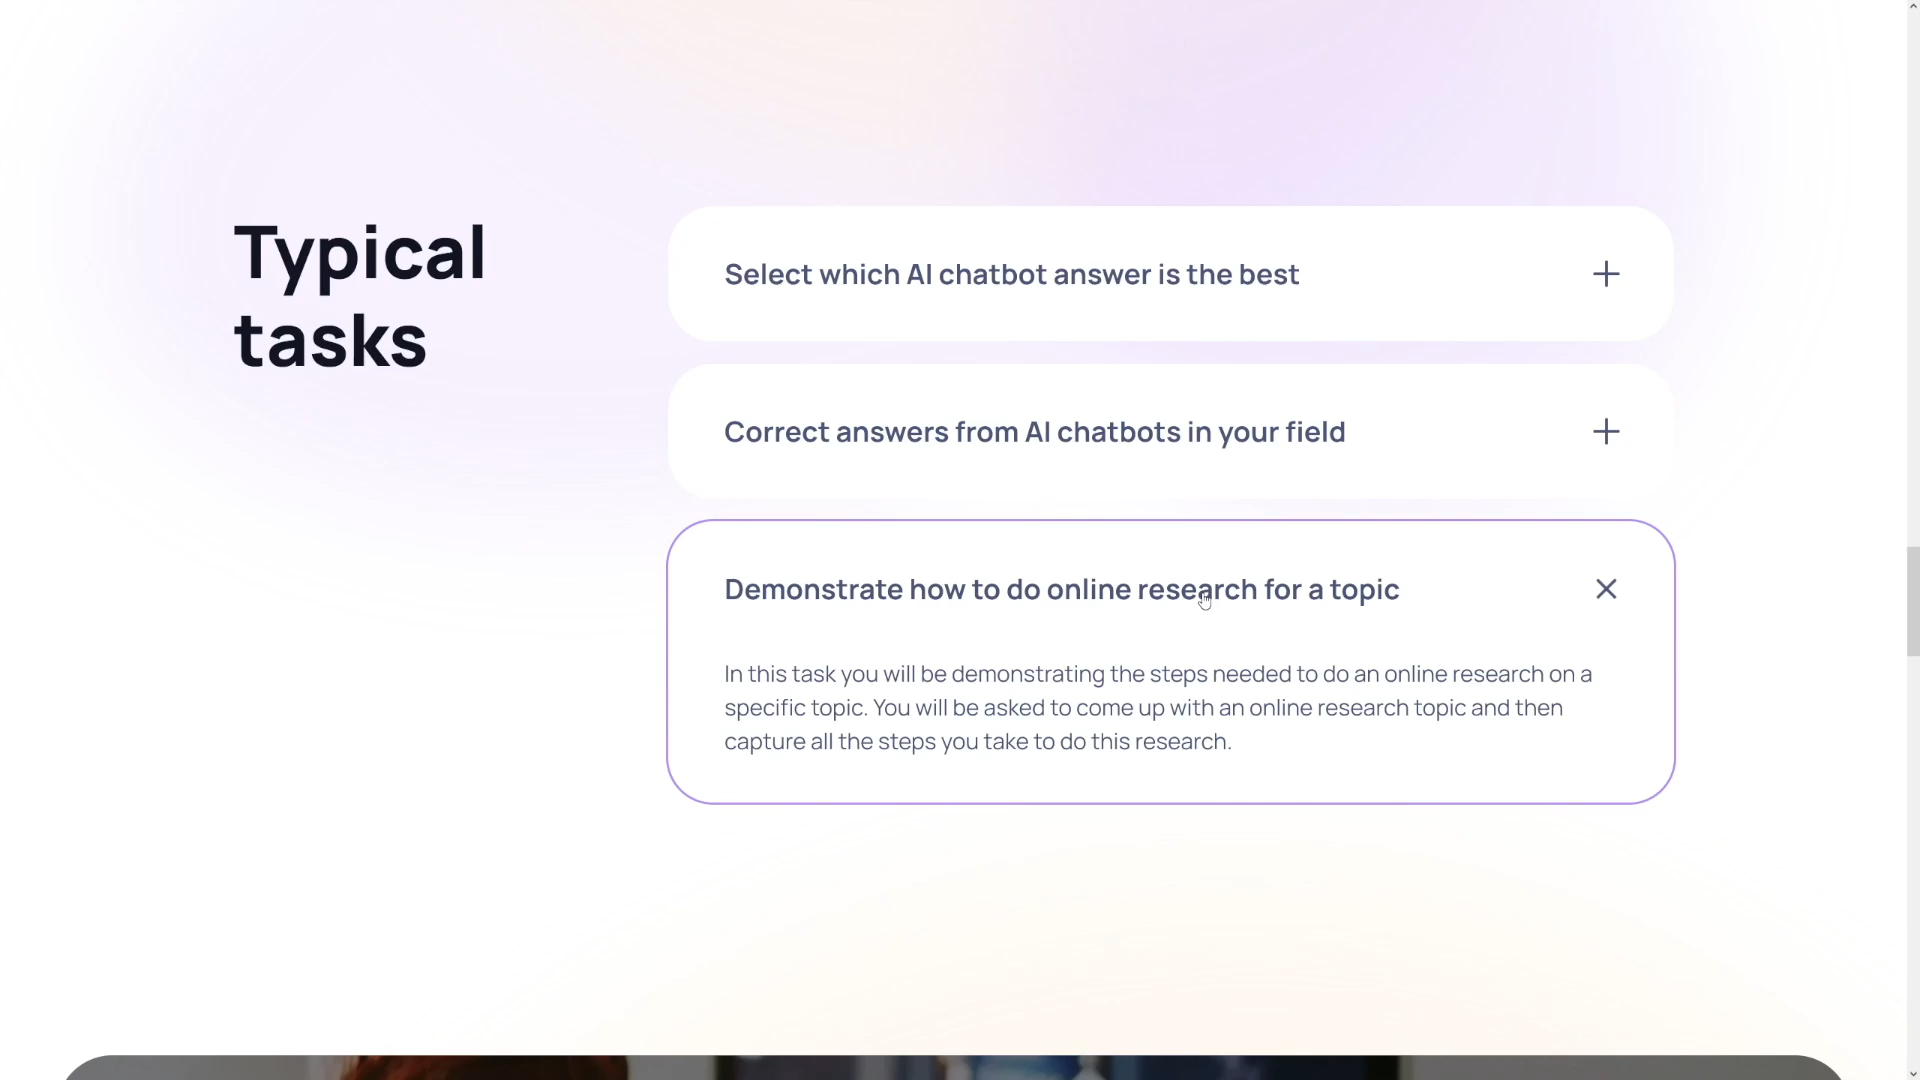 Typical
tasks
Select which AI chatbot answer is the best
Correct answers from AI chatbots in your field
Demonstrate how to do online research for a topic
In this task you will be demonstrating the steps needed to do an online research on a
specific topic. You will be asked to come up with an online research topic and then
capture all the steps you take to do this research.